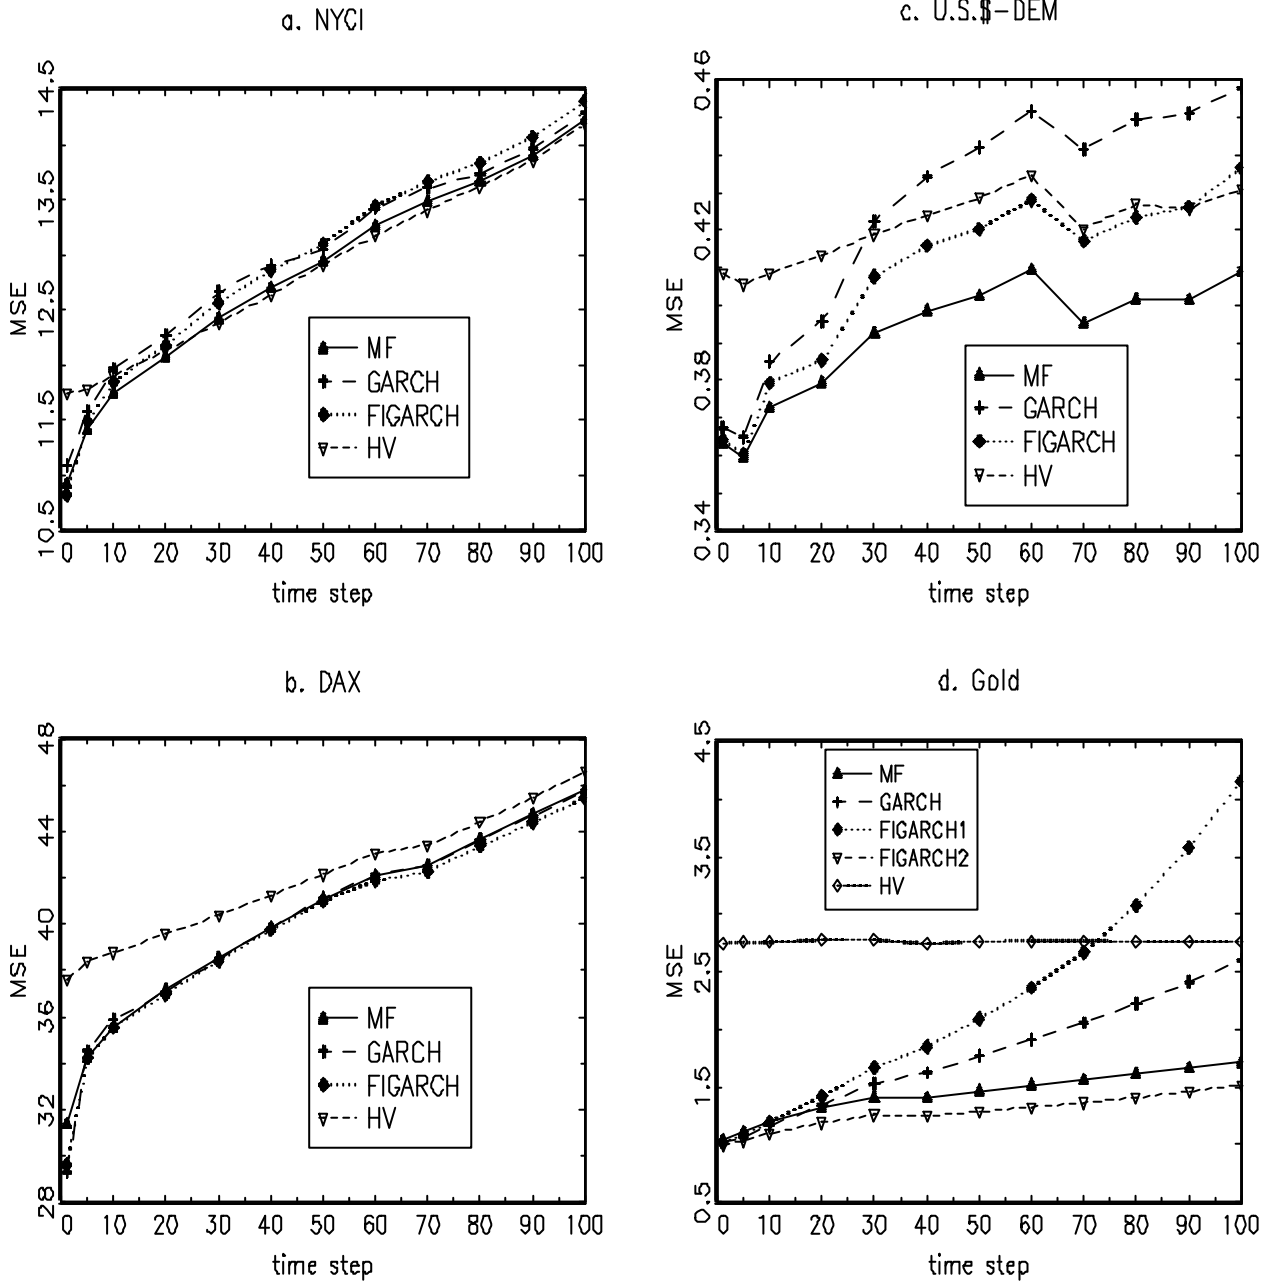 a. NYCI
MSE
14.5
13.5
12.5
11.5
10.5
MF
GARCH
FIGARCH
HV
0 10 20 30 40 50 60 70 80 90 100
time step
c. U.S.$-DEM
MSE
0.46
0.42
0.38
0.34
MF
GARCH
FIGARCH
HV
0 10 20 30 40 50 60 70 80 90 100
time step
b. DAX
MSE
48
44
40
36
32
28
MF
GARCH
FIGARCH
HV
0 10 20 30 40 50 60 70 80 90 100
time step
d. Gold
MSE
4.5
3.5
2.5
1.5
0.5
MF
GARCH
FIGARCH1
FIGARCH2
HV
0 10 20 30 40 50 60 70 80 90 100
time step